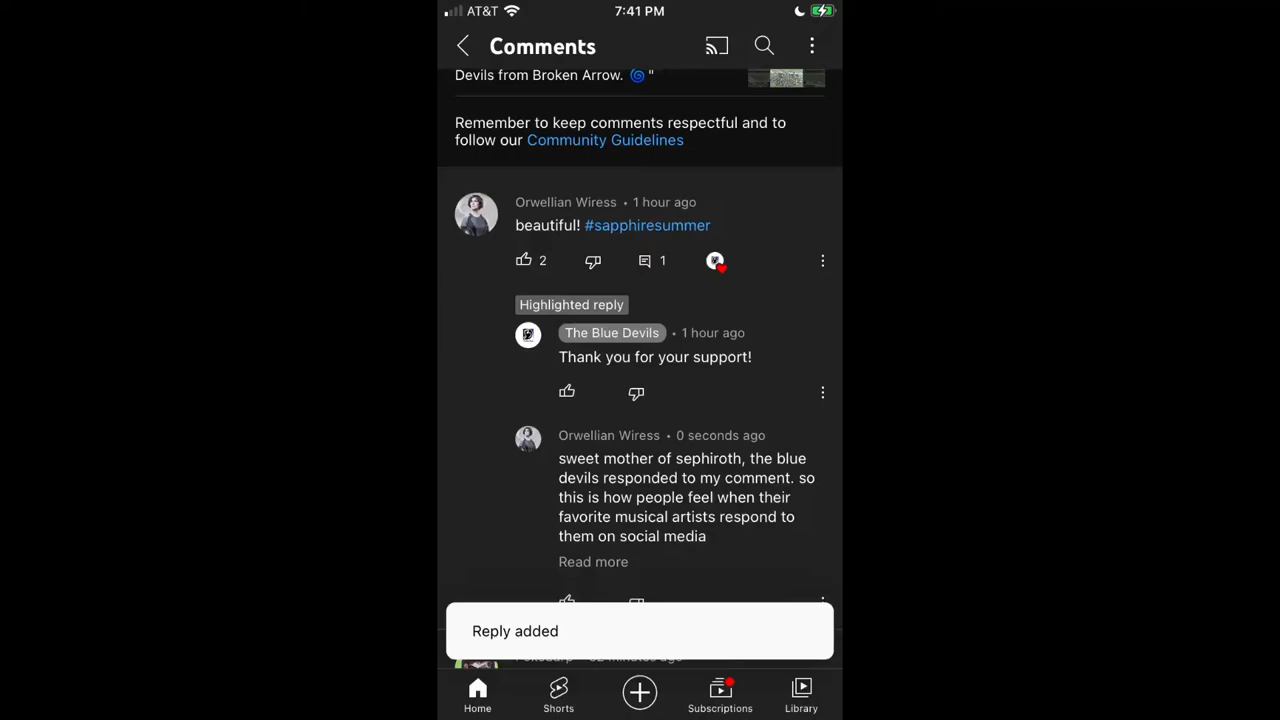 AT&T
7:41 PM
Comments
Devils from Broken Arrow. 🌀 "
Remember to keep comments respectful and to
follow our Community Guidelines
Orwellian Wiress • 1 hour ago
beautiful! #sapphiresummer
2
1
Highlighted reply
The Blue Devils • 1 hour ago
Thank you for your support!
Orwellian Wiress • 0 seconds ago
sweet mother of sephiroth, the blue
devils responded to my comment. so
this is how people feel when their
favorite musical artists respond to
them on social media
Read more
Reply added
Home
Shorts
Subscriptions
Library